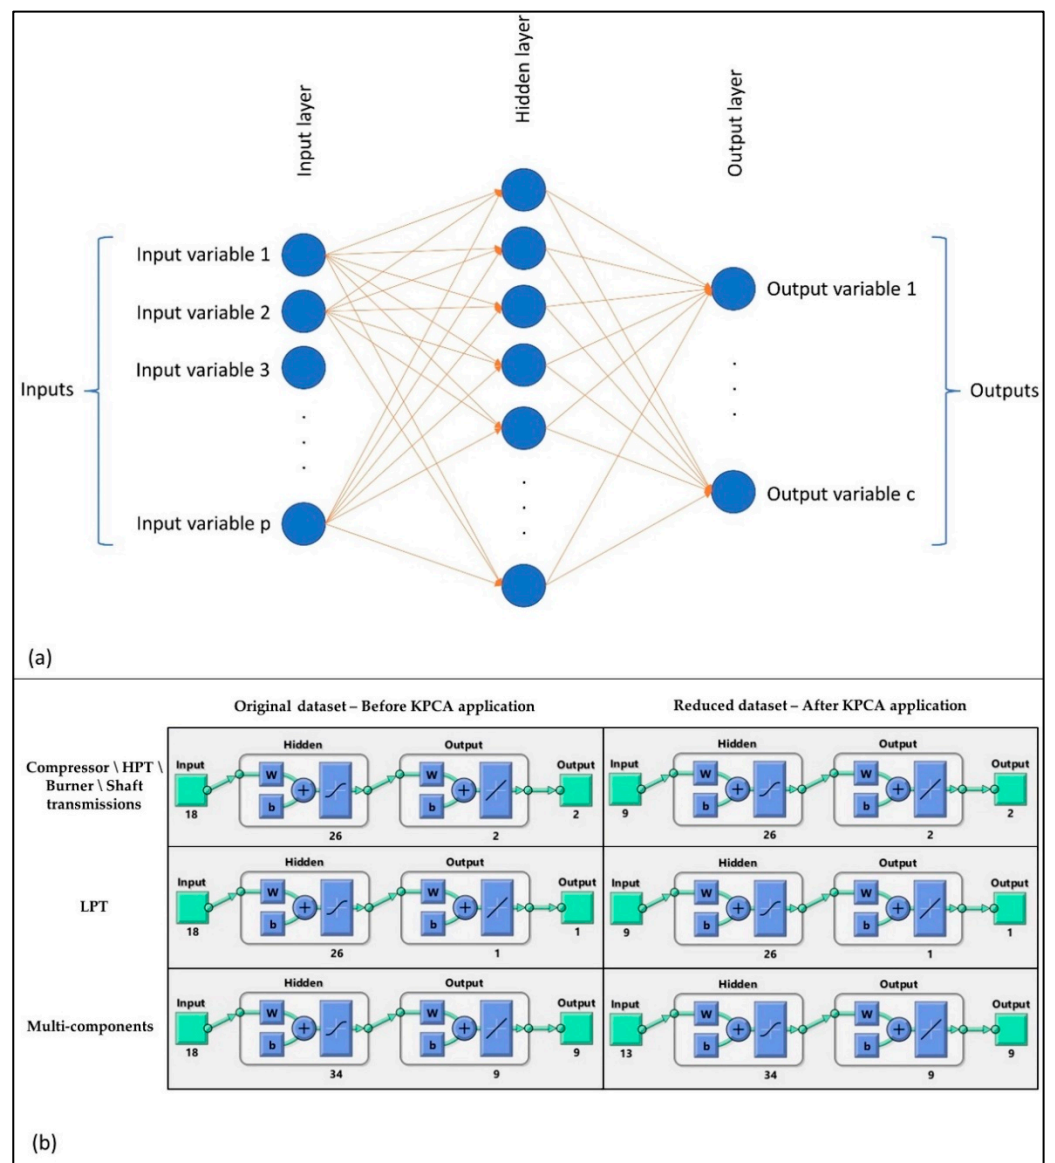 Input layer
Hidden layer
Output layer
Input variable 1
Input variable 2
Input variable 3
Input variable p
Inputs
Output variable 1
Output variable c
Outputs
(a)
Original dataset – Before KPCA application
Reduced dataset – After KPCA application
Compressor \ HPT \
Burner \ Shaft
transmissions
Input
18
Hidden
W
b
+
26
Output
W
b
+
2
Output
2
Input
9
Hidden
W
b
+
26
Output
W
b
+
2
Output
2
LPT
Input
18
Hidden
W
b
+
26
Output
W
b
+
1
Output
1
Input
9
Hidden
W
b
+
26
Output
W
b
+
1
Output
1
Multi-components
Input
18
Hidden
W
b
+
34
Output
W
b
+
9
Output
9
Input
13
Hidden
W
b
+
34
Output
W
b
+
9
Output
9
(b)